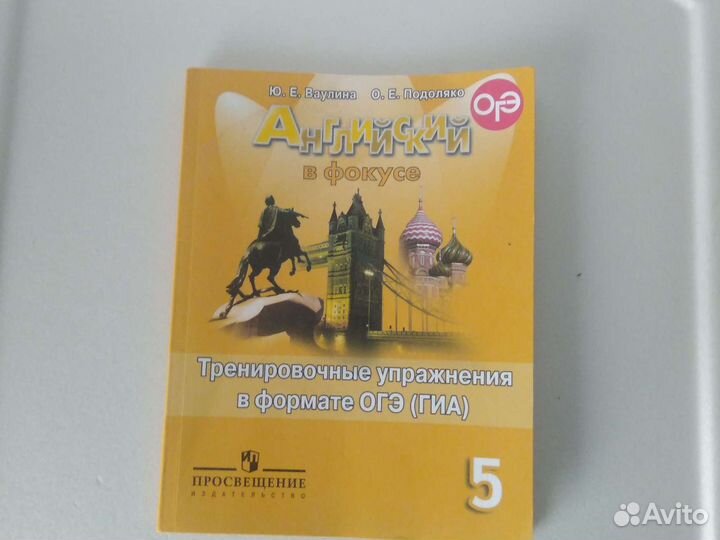 Ю. Е. Ваулина О. Е. Подоляко
ОГЭ
Английский
в фокусе
Тренировочные упражнения
в формате ОГЭ (ГИА)
ПРОСВЕЩЕНИЕ
ИЗДАТЕЛЬСТВО
5
Avito